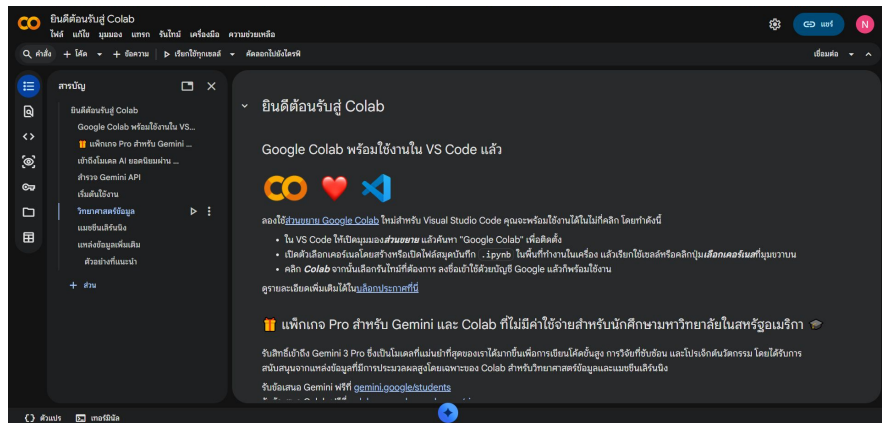 ยินดีต้อนรับสู่ Colab
ไฟล์ แก้ไข มุมมอง แทรก รันไทม์ เครื่องมือ ความช่วยเหลือ
แชร์
N
คำสั่ง + โค้ด + ข้อความ เรียกใช้ทุกเซลล์ คัดลอกไปยังไดรฟ์
เชื่อมต่อ
สารบัญ
ยินดีต้อนรับสู่ Colab
Google Colab พร้อมใช้งานใน VS...
🎁 แพ็กเกจ Pro สำหรับ Gemini ...
เข้าถึงโมเดล AI ยอดนิยมผ่าน ...
สำรวจ Gemini API
เริ่มต้นใช้งาน
วิทยาศาสตร์ข้อมูล
แมชชีนเลิร์นนิง
แหล่งข้อมูลเพิ่มเติม
ตัวอย่างที่แนะนำ
+ ส่วน
ยินดีต้อนรับสู่ Colab
Google Colab พร้อมใช้งานใน VS Code แล้ว
ลองใช้ส่วนขยาย Google Colab ใหม่สำหรับ Visual Studio Code คุณจะพร้อมใช้งานได้ในไม่กี่คลิก โดยทำดังนี้
• ใน VS Code ให้เปิดมุมมองส่วนขยาย แล้วค้นหา "Google Colab" เพื่อติดตั้ง
• เปิดตัวเลือกเคอร์เนลโดยสร้างหรือเปิดไฟล์สมุดบันทึก .ipynb ในพื้นที่ทำงานในเครื่อง แล้วเรียกใช้เซลล์หรือคลิกปุ่มเลือกเคอร์เนลที่มุมขวาบน
• คลิก Colab จากนั้นเลือกรันไทม์ที่ต้องการ ลงชื่อเข้าใช้ด้วยบัญชี Google แล้วก็พร้อมใช้งาน
ดูรายละเอียดเพิ่มเติมได้ในบล็อกประกาศที่นี่
🎁 แพ็กเกจ Pro สำหรับ Gemini และ Colab ที่ไม่มีค่าใช้จ่ายสำหรับนักศึกษามหาวิทยาลัยในสหรัฐอเมริกา 🎓
รับสิทธิ์เข้าถึง Gemini 3 Pro ซึ่งเป็นโมเดลที่แม่นยำที่สุดของเราได้มากขึ้นเพื่อการเขียนโค้ดขั้นสูง การวิจัยที่ซับซ้อน และโปรเจ็กต์นวัตกรรม โดยได้รับการ
สนับสนุนจากแหล่งข้อมูลที่มีการประมวลผลสูงโดยเฉพาะของ Colab สำหรับวิทยาศาสตร์ข้อมูลและแมชชีนเลิร์นนิง
รับข้อเสนอ Gemini ฟรีที่ gemini.google/students
ตัวแปร เทอร์มินัล